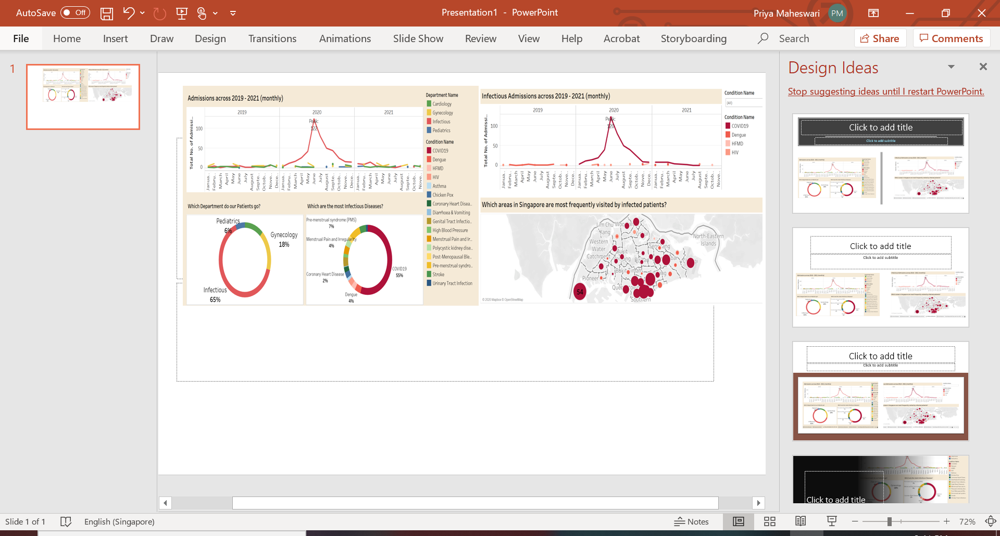 AutoSave Off
Presentation1 - PowerPoint
Priya Maheswari PM
File Home Insert Draw Design Transitions Animations Slide Show Review View Help Acrobat Storyboarding Search Share Comments
1
Admissions across 2019 - 2021 (monthly)
2019 2020 2021
Total No. of Admissi..
100
50
0
Peak:
122
Janua.. Febru.. March April May June July August Septe.. Octob.. Nove.. Dece..
Janua.. Febru.. March April May June July August Septe.. Octob.. Nove.. Dece..
Janua.. Febru.. March April May June July August Septe.. Octob.. Nove..
Department Name
Cardiology
Gynecology
Infectious
Pediatrics
Condition Name
COVID19
Dengue
HFMD
HIV
Asthma
Chicken Pox
Coronary Heart Disea..
Diarrhoea & Vomiting
Genital Tract Infectio..
High Blood Pressure
Menstrual Pain and Ir..
Polycystic kidney dise..
Post-Menopausal Ble..
Pre-menstrual syndro..
Stroke
Urinary Tract Infection
Which Department do our Patients go?
Pediatrics
6%
Gynecology
18%
Infectious
65%
Which are the most Infectious Diseases?
Pre-menstrual syndrome (PMS)
7%
Menstrual Pain and Irregularity
4%
Coronary Heart Disease
2%
Dengue
4%
COVID19
55%
Infectious Admissions across 2019 - 2021 (monthly)
2019 2020 2021
Total No. of Admissi..
100
50
0
Peak:
120
Janua.. Febru.. March April May June July August Septe.. Octob.. Nove.. Dece..
Janua.. Febru.. March April May June July August Septe.. Octob.. Nove.. Dece..
Janua.. Febru.. March April May June July August Septe.. Octob.. Nove..
Condition Name
(All)
Condition Name
COVID19
Dengue
HFMD
HIV
Which areas in Singapore are most frequently visited by infected patients?
Lim Chu
Kang
Western
Water
Catchment
Pioneer
North-Eastern
Islands
Southern
54
© 2020 Mapbox © OpenStreetMap
Design Ideas
Stop suggesting ideas until I restart PowerPoint.
Click to add title
Click to add subtitle
Click to add title
Click to add subtitle
Click to add title
Click to add subtitle
Click to add title
Slide 1 of 1 English (Singapore)
Notes
72%